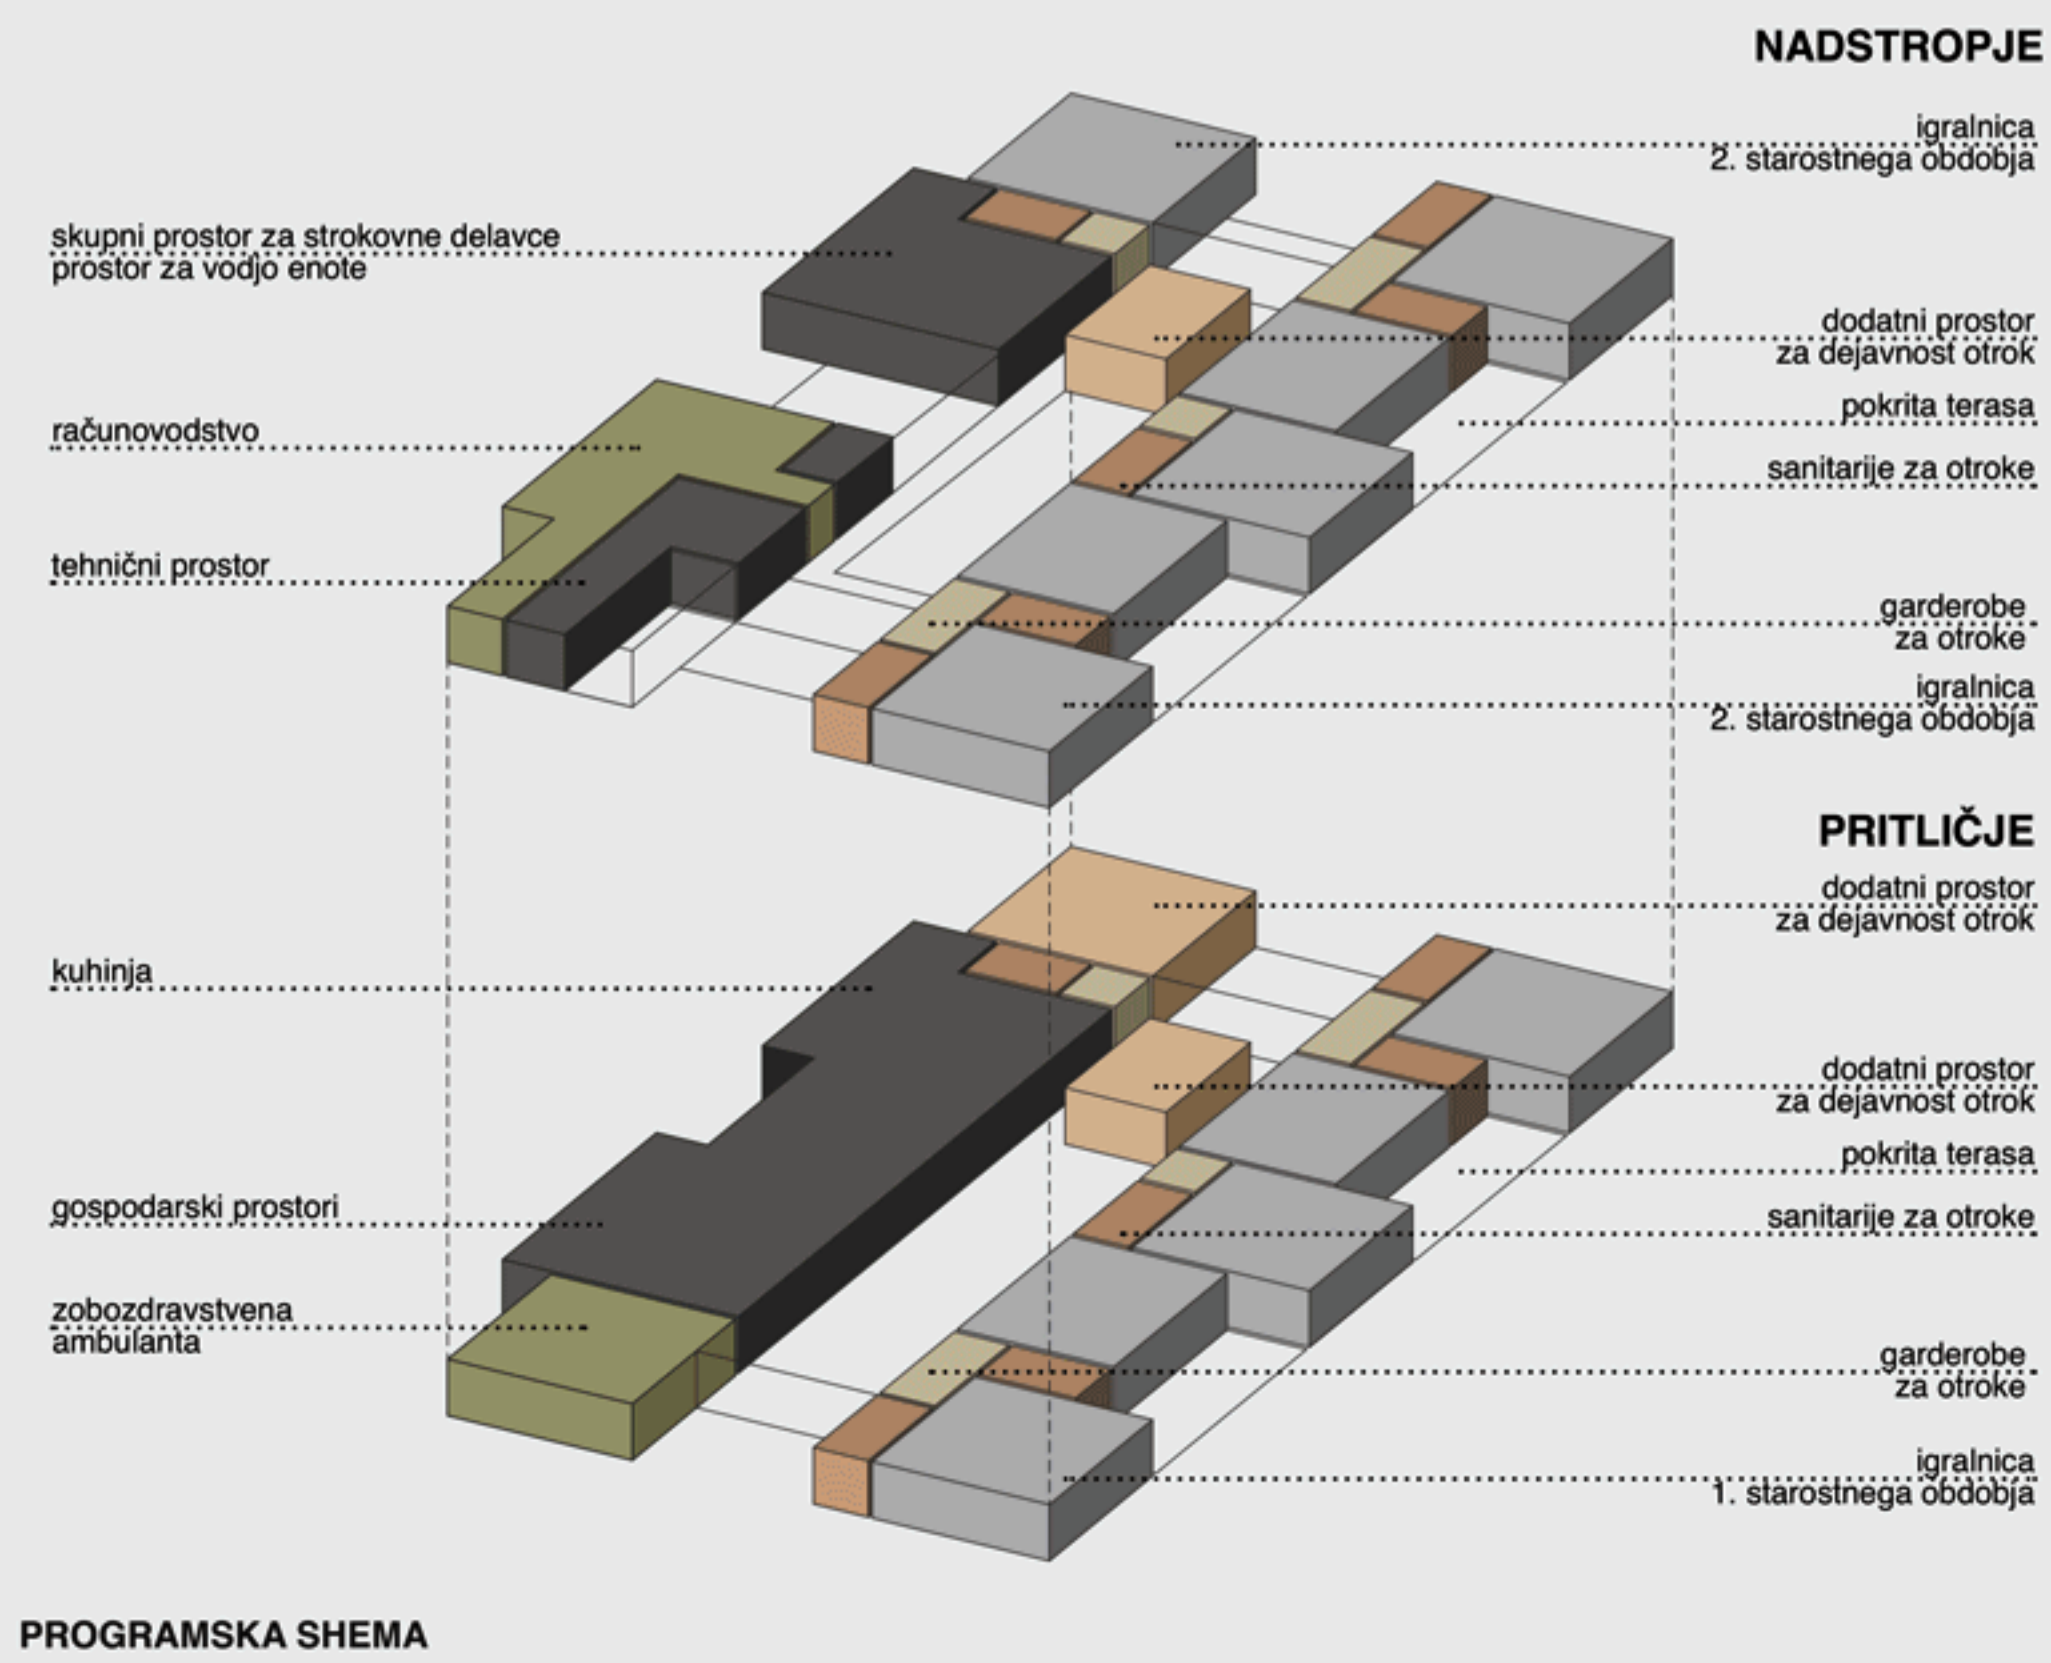 NADSTROPJE
igralnica
2. starostnega obdobja
skupni prostor za strokovne delavce
prostor za vodjo enote
dodatni prostor
za dejavnost otrok
pokrita terasa
računovodstvo
sanitarije za otroke
tehnični prostor
garderobe
za otroke
igralnica
2. starostnega obdobja
PRITLIČJE
dodatni prostor
za dejavnost otrok
kuhinja
dodatni prostor
za dejavnost otrok
pokrita terasa
gospodarski prostori
sanitarije za otroke
zobozdravstvena
ambulanta
garderobe
za otroke
igralnica
1. starostnega obdobja
PROGRAMSKA SHEMA